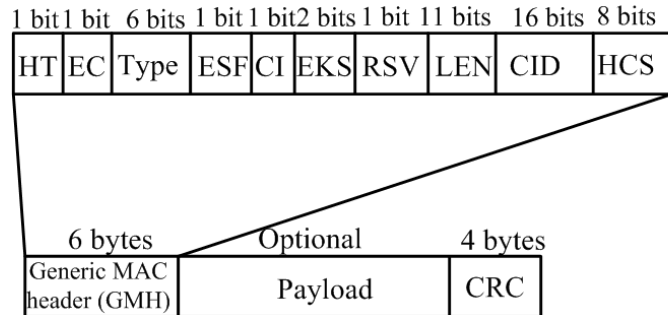 1 bit 1 bit 6 bits 1 bit 1 bit 2 bits 1 bit 11 bits 16 bits 8 bits
HT EC Type ESF CI EKS RSV LEN CID HCS
6 bytes Optional 4 bytes
Generic MAC
header (GMH) Payload CRC